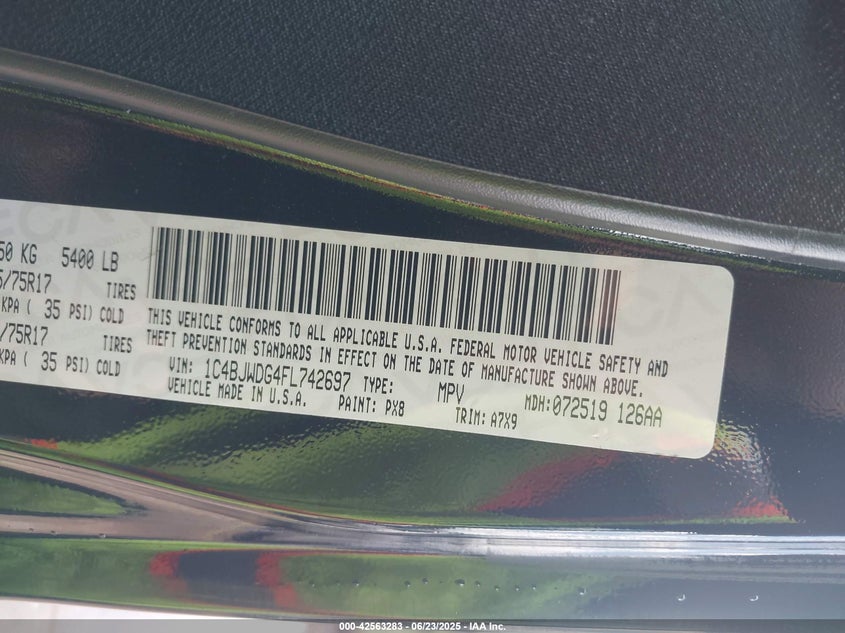 50 KG 5400 LB
/75R17 TIRES
KPA ( 35 PSI) COLD
/75R17 TIRES
KPA ( 35 PSI) COLD
THIS VEHICLE CONFORMS TO ALL APPLICABLE U.S.A. FEDERAL MOTOR VEHICLE SAFETY AND
THEFT PREVENTION STANDARDS IN EFFECT ON THE DATE OF MANUFACTURE SHOWN ABOVE.
VIN: 1C4BJWDG4FL742697 TYPE: MPV MDH:072519 126AA
VEHICLE MADE IN U.S.A. PAINT: PX8 TRIM: A7X9
000-42563283 - 06/23/2025 - IAA Inc.